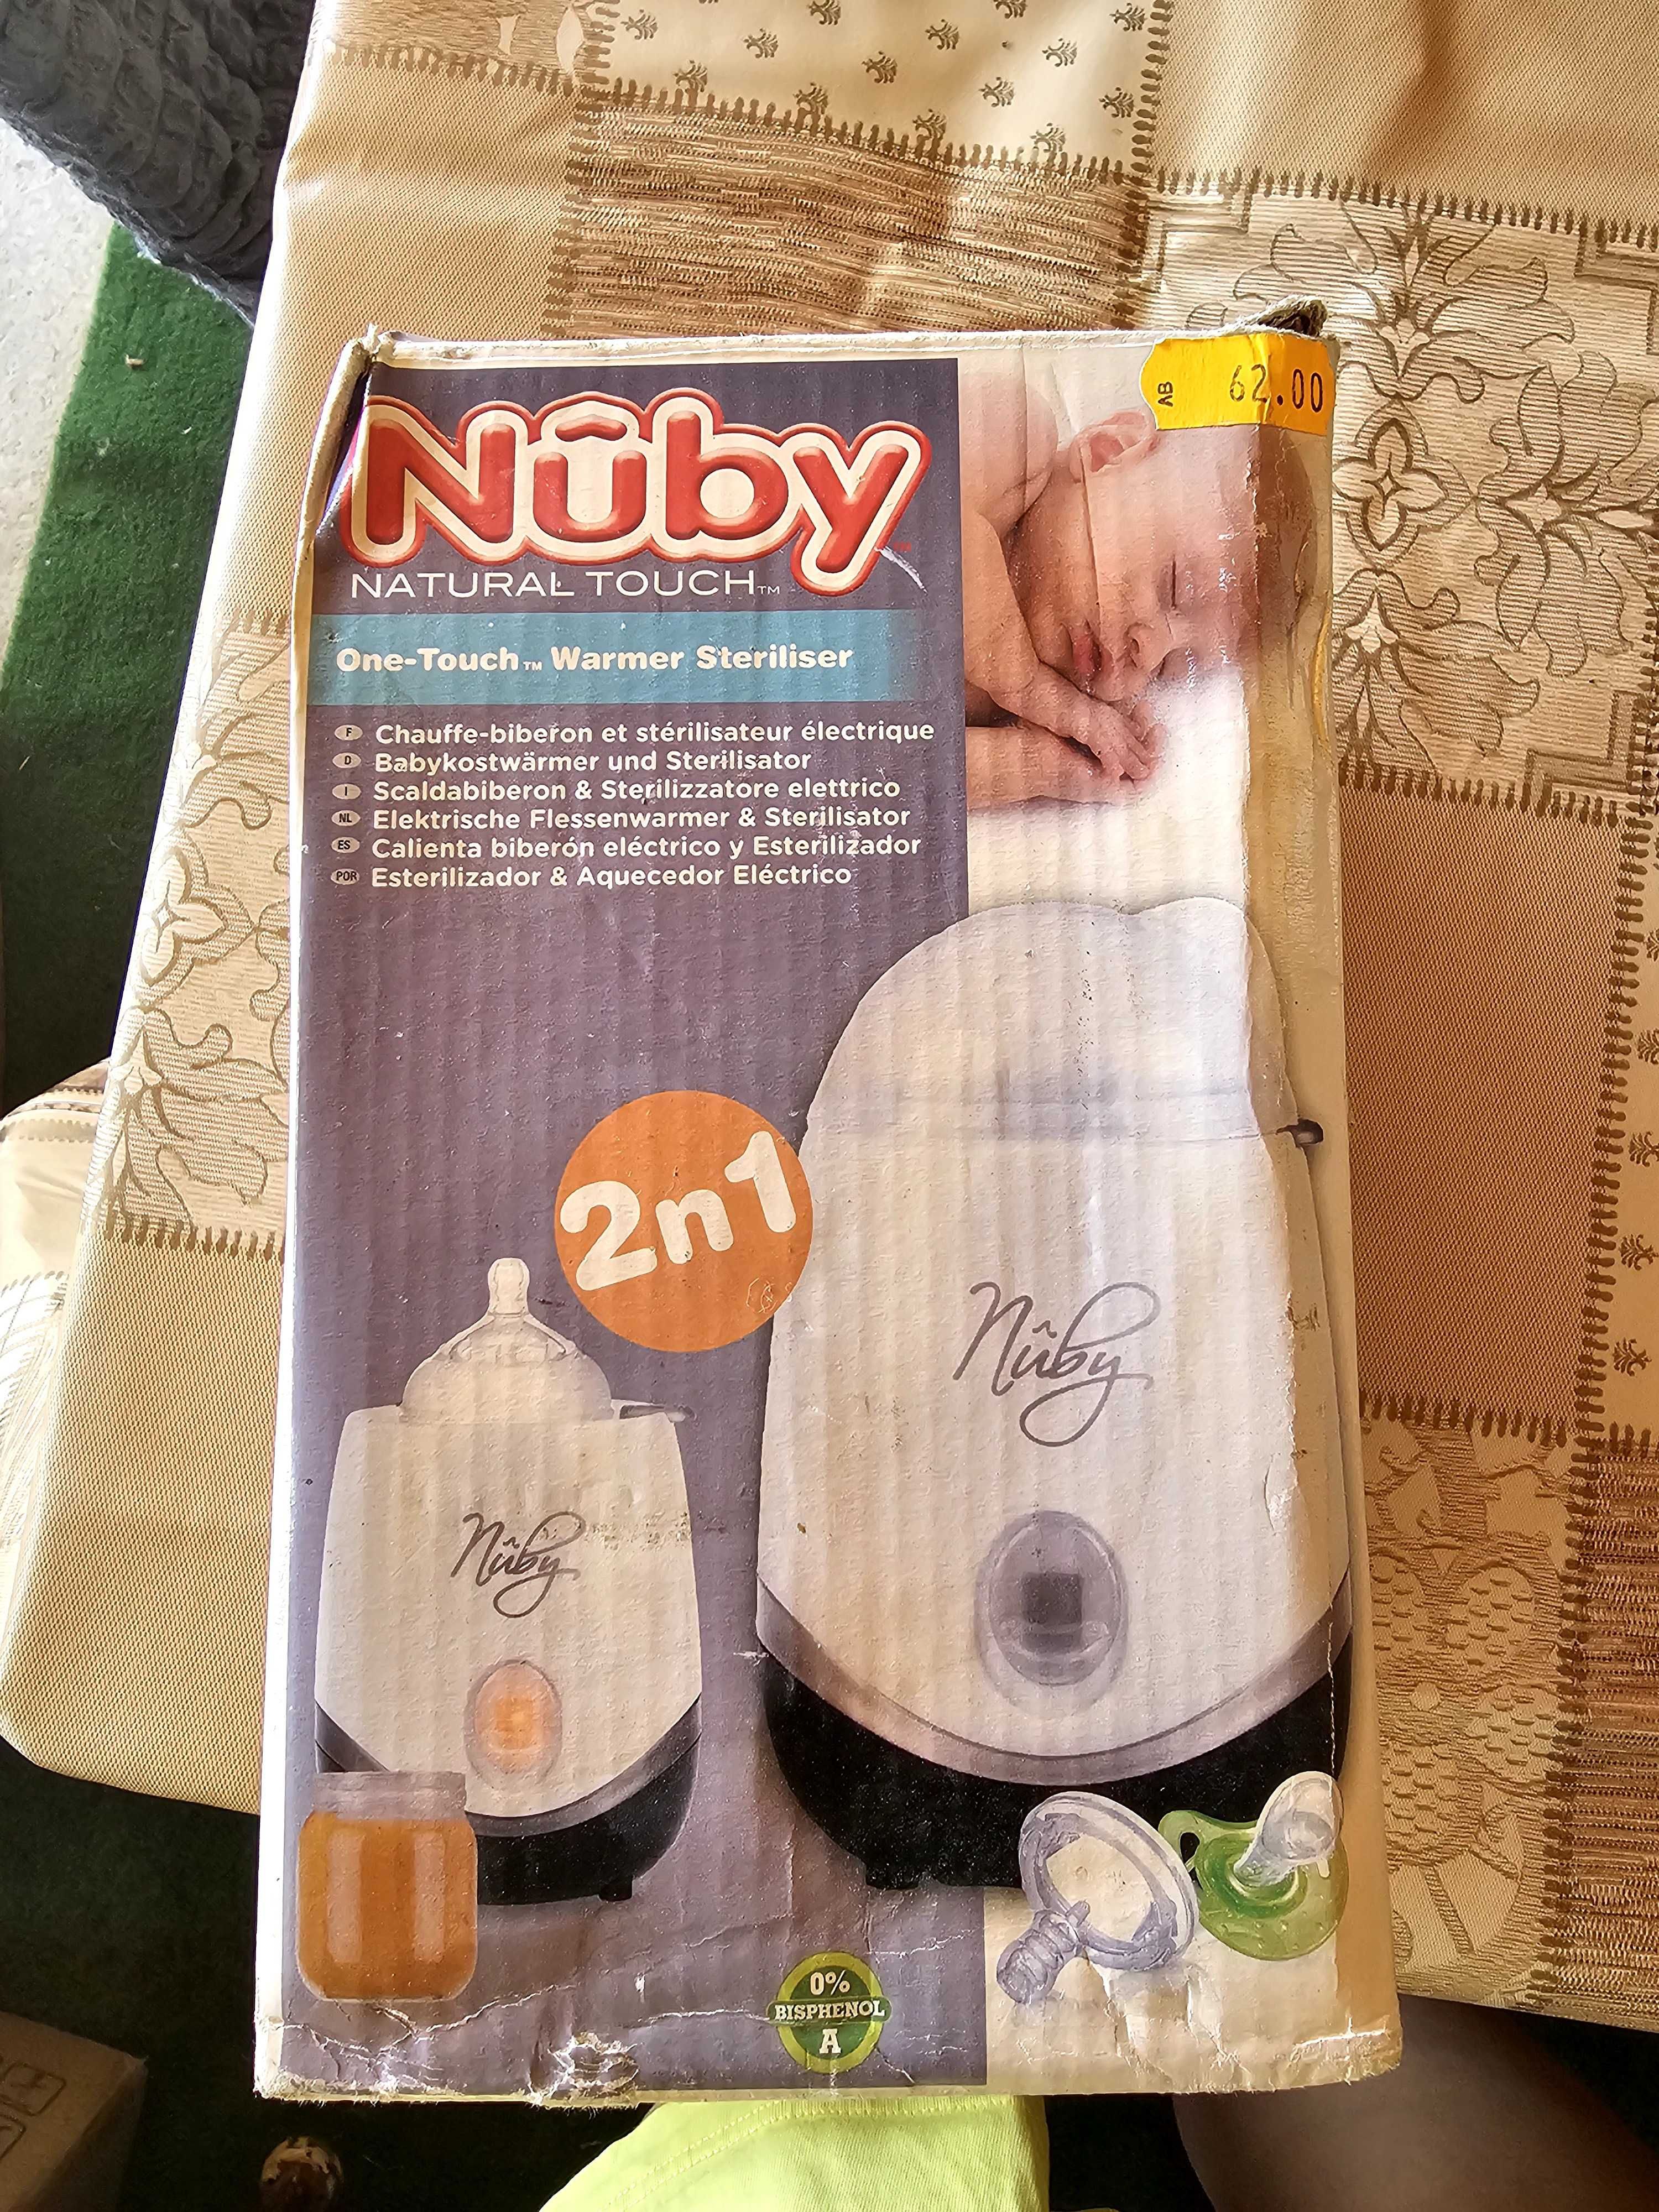 AB 62.00
Nûby
NATURAL TOUCH™
One-Touch™ Warmer Steriliser
F Chauffe-biberon et stérilisateur électrique
D Babykostwärmer und Sterilisator
I Scaldabiberon & Sterilizzatore elettrico
NL Elektrische Flessenwarmer & Sterilisator
ES Calienta biberón eléctrico y Esterilizador
POR Esterilizador & Aquecedor Eléctrico
2n1
Nûby
Nûby
0%
BISPHENOL
A